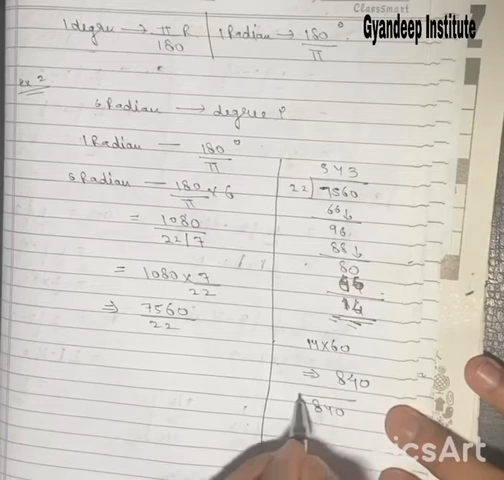 ClassSmart
Gyandeep Institute
1 degree → πR/180 | 1 Radian → 180°/π
ex 2
6 Radian → degree ?
1 Radian — 180°/π
6 Radian — 180/π × 6
= 1080/22/7
= 1080×7/22
⇒ 7560/22
343
22)7560
66↓
96
88↓
80
66
14
14×60
⇒ 840
840
icsArt